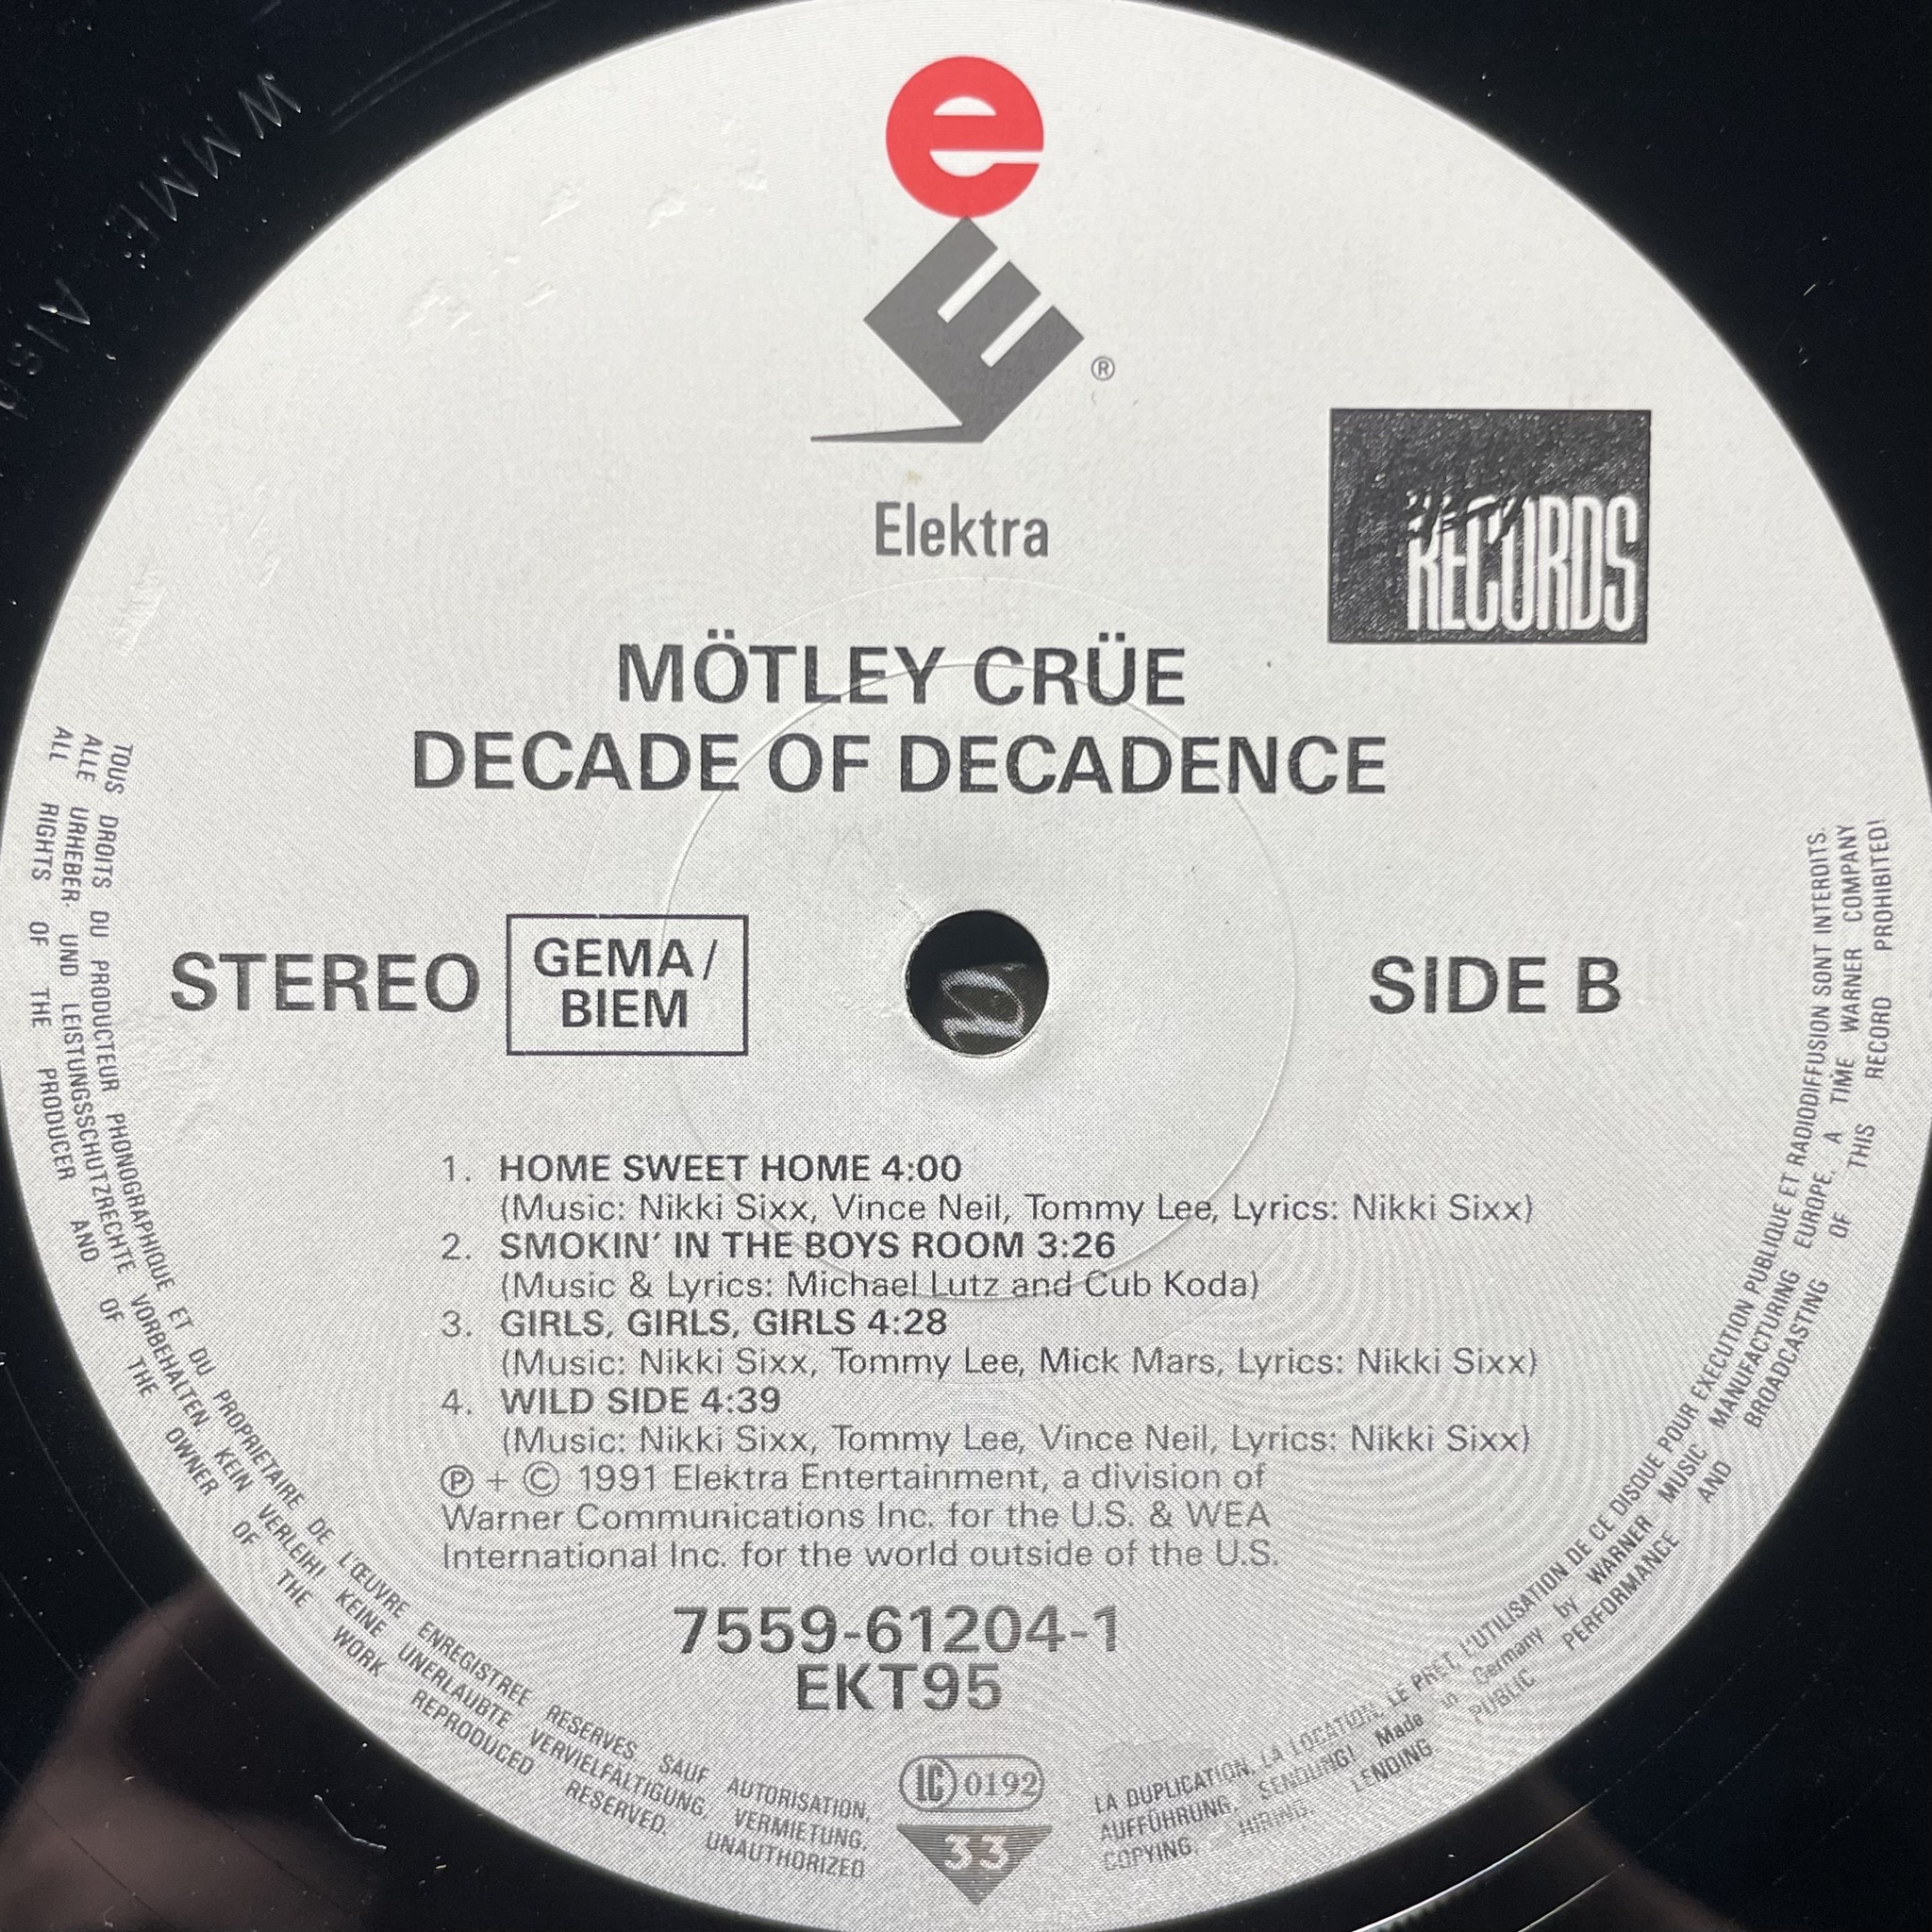 WMME Alsd
e
E ®
Elektra
RECORDS
MÖTLEY CRÜE
DECADE OF DECADENCE
STEREO
GEMA/
BIEM
SIDE B
1. HOME SWEET HOME 4:00
(Music: Nikki Sixx, Vince Neil, Tommy Lee, Lyrics: Nikki Sixx)
2. SMOKIN' IN THE BOYS ROOM 3:26
(Music & Lyrics: Michael Lutz and Cub Koda)
3. GIRLS, GIRLS, GIRLS 4:28
(Music: Nikki Sixx, Tommy Lee, Mick Mars, Lyrics: Nikki Sixx)
4. WILD SIDE 4:39
(Music: Nikki Sixx, Tommy Lee, Vince Neil, Lyrics: Nikki Sixx)
Ⓟ + © 1991 Elektra Entertainment, a division of
Warner Communications Inc. for the U.S. & WEA
International Inc. for the world outside of the U.S.
7559-61204-1
EKT95
LC 0192
33
TOUS DROITS DU PRODUCTEUR PHONOGRAPHIQUE ET DU PROPRIETAIRE DE L'ŒUVRE ENREGISTREE RESERVES SAUF AUTORISATION, LA DUPLICATION, LA LOCATION, LE PRET, L'UTILISATION DE CE DISQUE POUR EXECUTION PUBLIQUE ET RADIODIFFUSION SONT INTERDITS.
ALLE URHEBER- UND LEISTUNGSSCHUTZRECHTE VORBEHALTEN. KEIN VERLEIH! KEINE UNERLAUBTE VERVIELFÄLTIGUNG, VERMIETUNG, AUFFÜHRUNG, SENDUNG! Made in Germany by WARNER MUSIC MANUFACTURING EUROPE, A TIME WARNER COMPANY
ALL RIGHTS OF THE PRODUCER AND OF THE OWNER OF THE WORK REPRODUCED RESERVED. UNAUTHORIZED COPYING, HIRING, LENDING PUBLIC PERFORMANCE AND BROADCASTING OF THIS RECORD PROHIBITED!